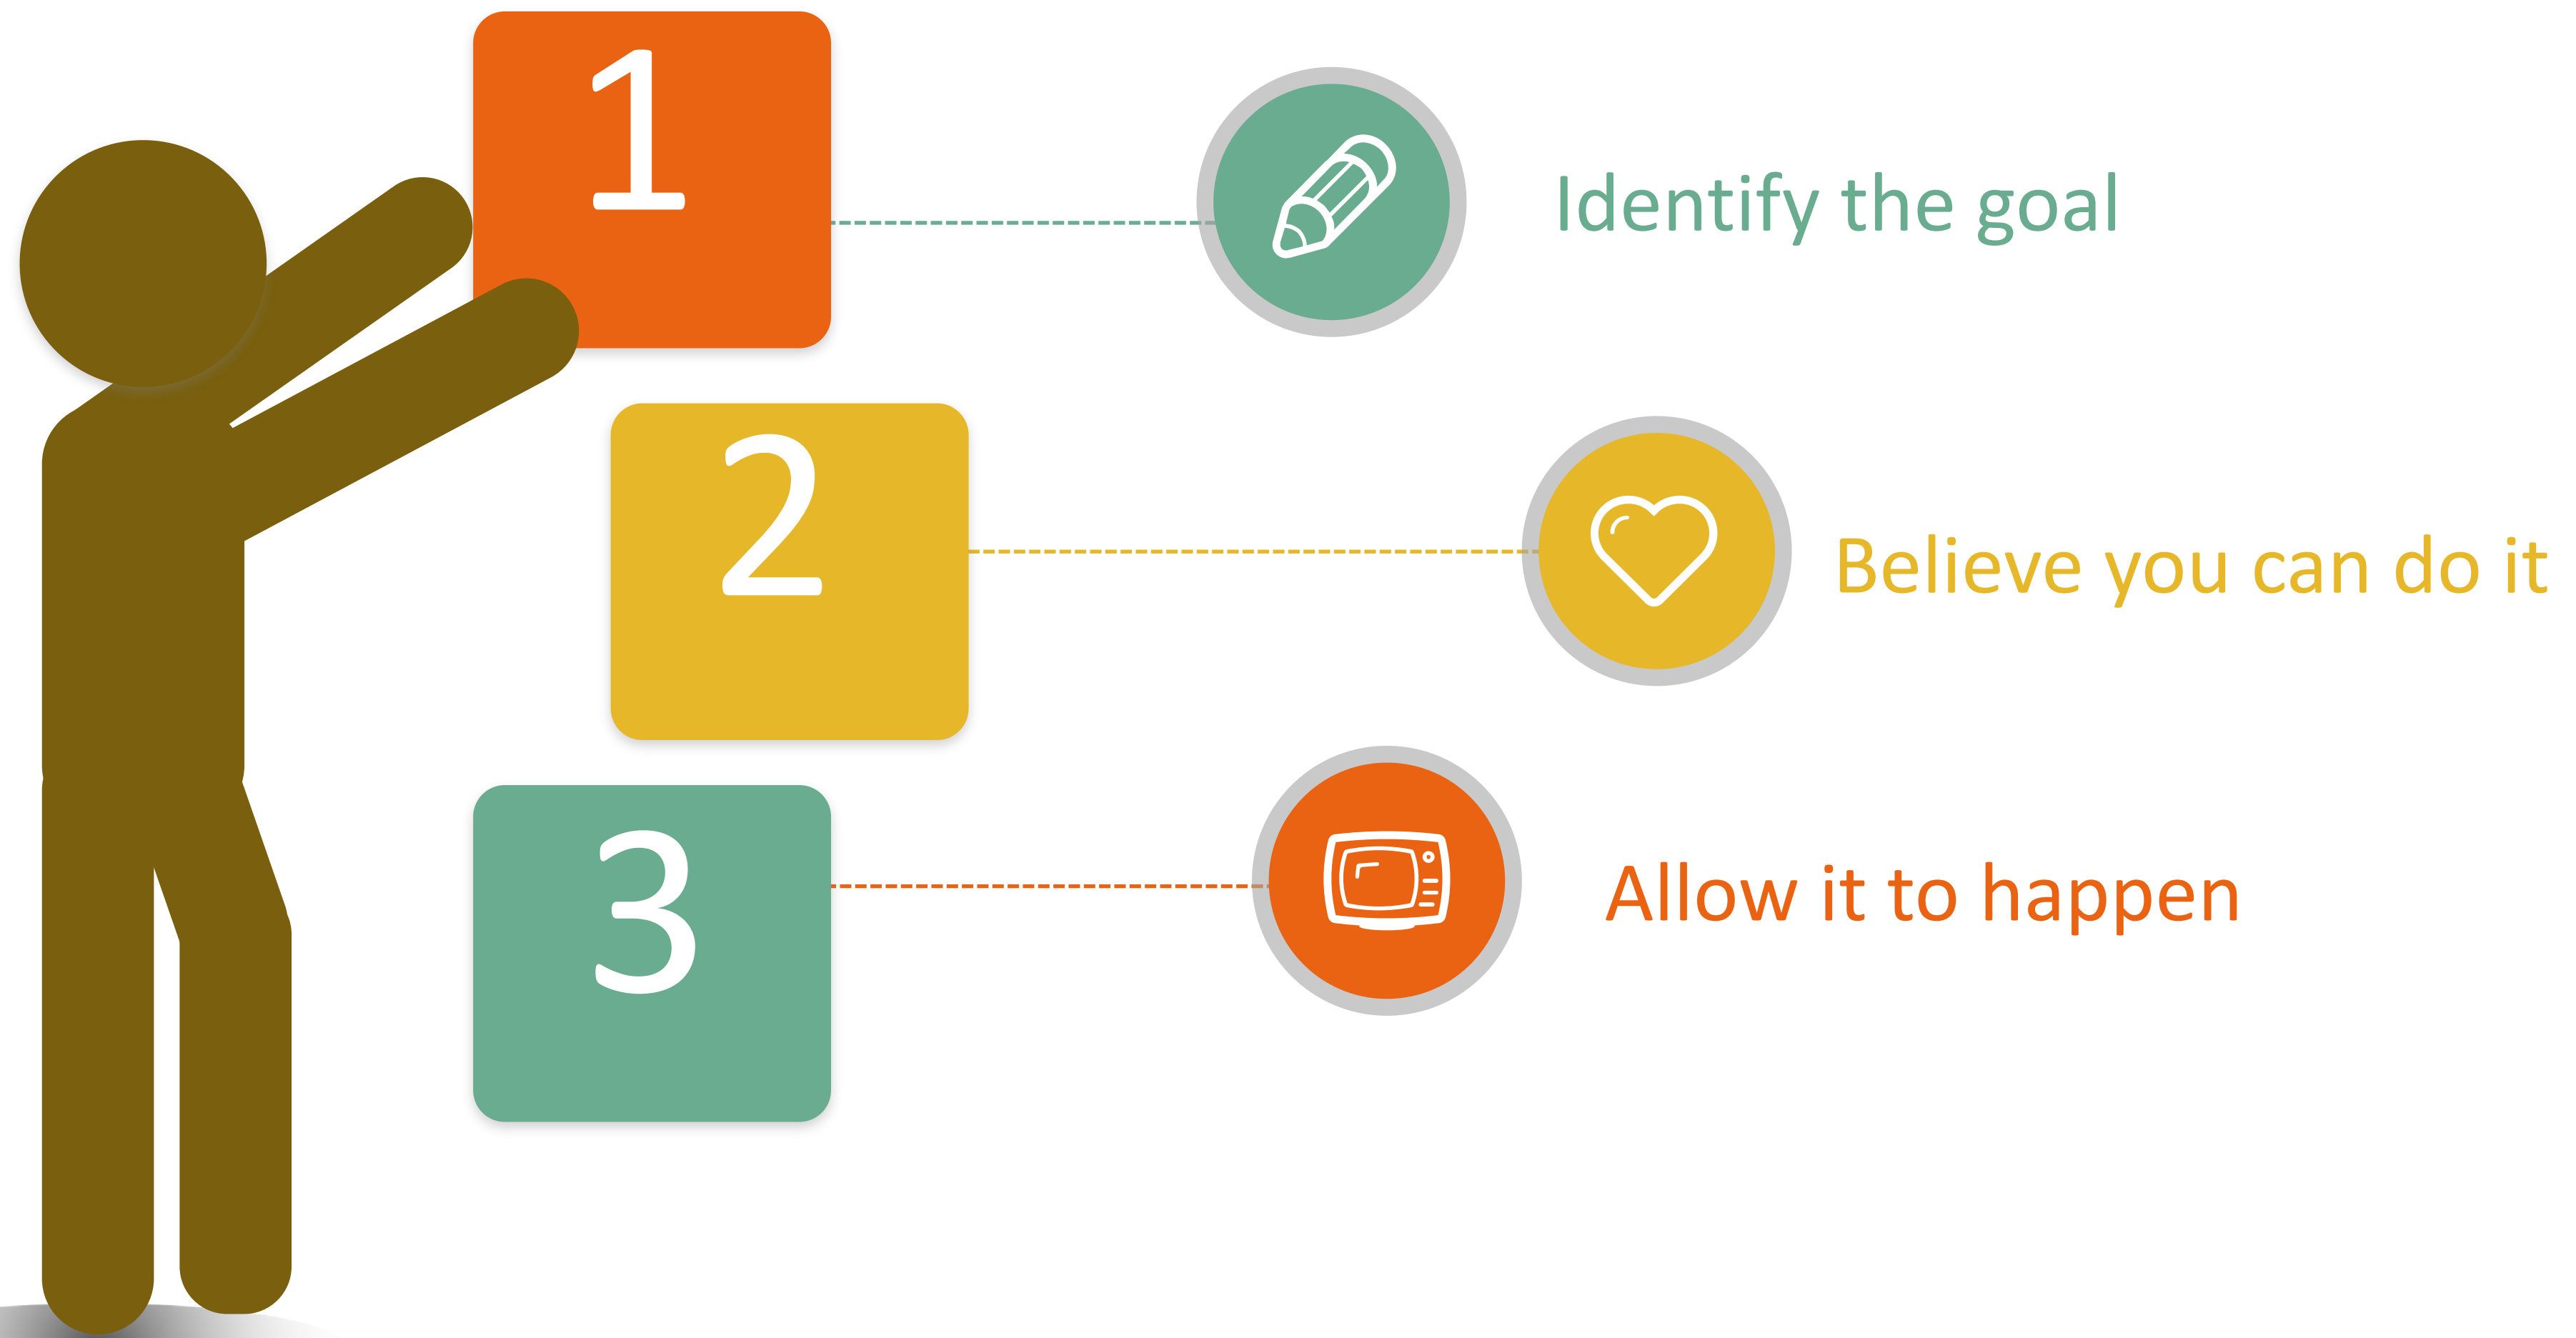 1
Identify the goal
2
Believe you can do it
3
Allow it to happen